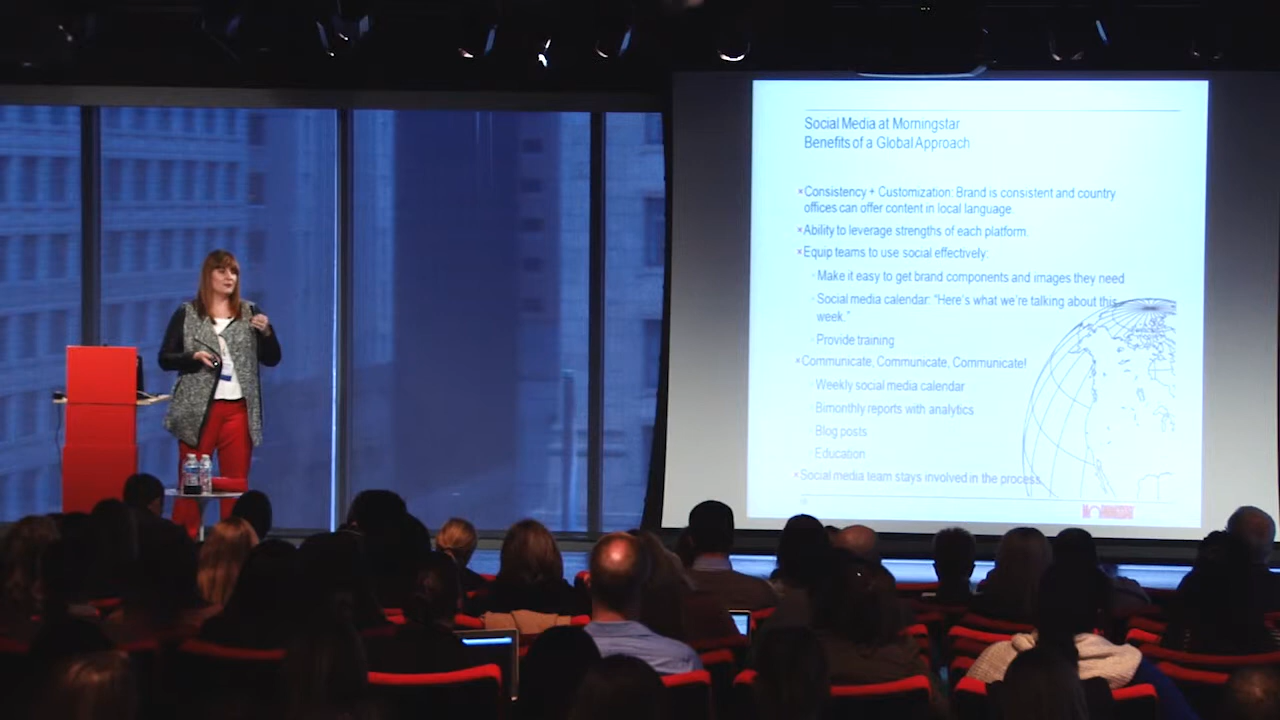 Social Media at Morningstar
Benefits of a Global Approach
Consistency + Customization: Brand is consistent and country
offices can offer content in local language.
Ability to leverage strengths of each platform.
Equip teams to use social effectively:
Make it easy to get brand components and images they need
Social media calendar: “Here’s what we’re talking about this
week.”
Provide training
Communicate, Communicate, Communicate!
Weekly social media calendar
Bimonthly reports with analytics
Blog posts
Education
Social media team stays involved in the process.